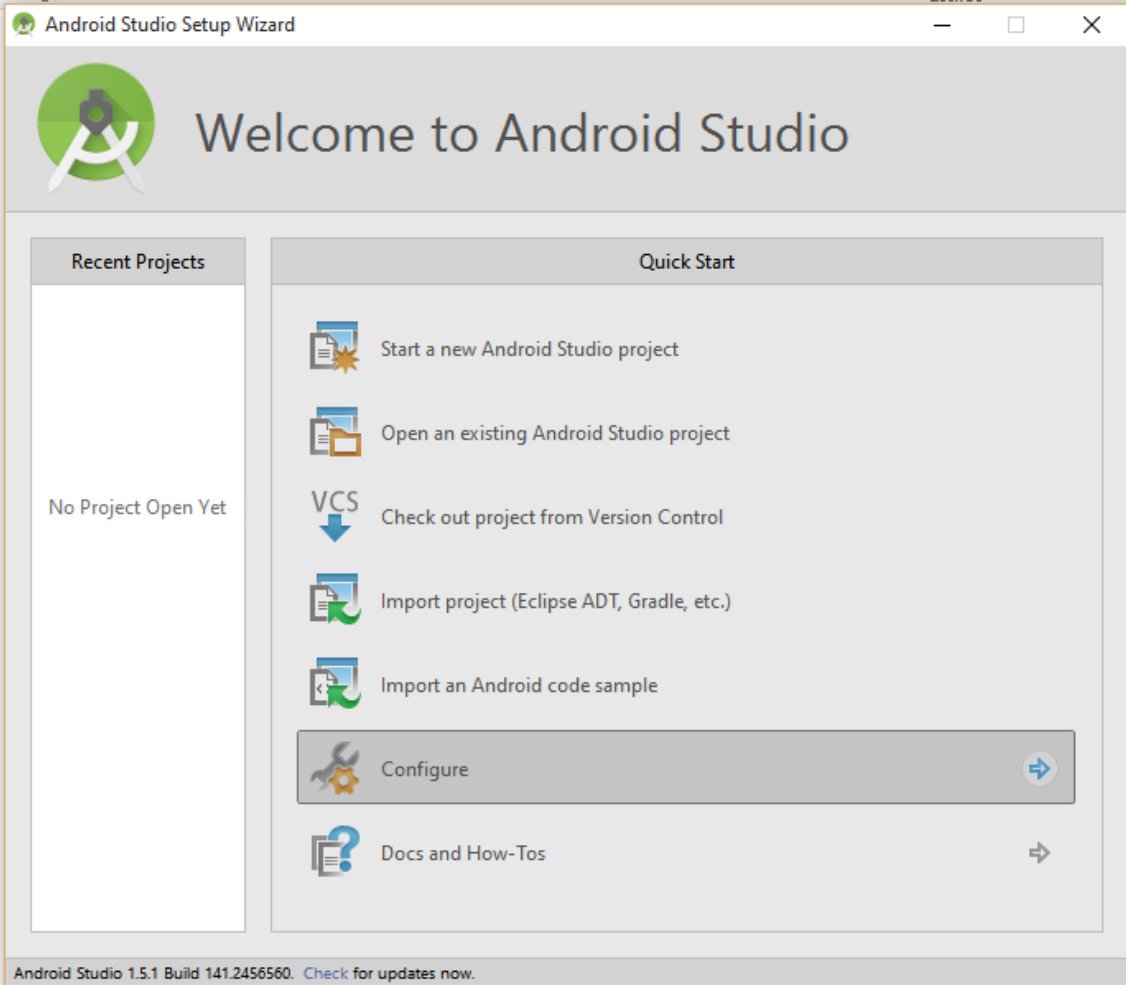 Android Studio Setup Wizard
Welcome to Android Studio
Recent Projects
Quick Start
Start a new Android Studio project
Open an existing Android Studio project
No Project Open Yet
VCS
Check out project from Version Control
Import project (Eclipse ADT, Gradle, etc.)
Import an Android code sample
Configure
Docs and How-Tos
Android Studio 1.5.1 Build 141.2456560. Check for updates now.